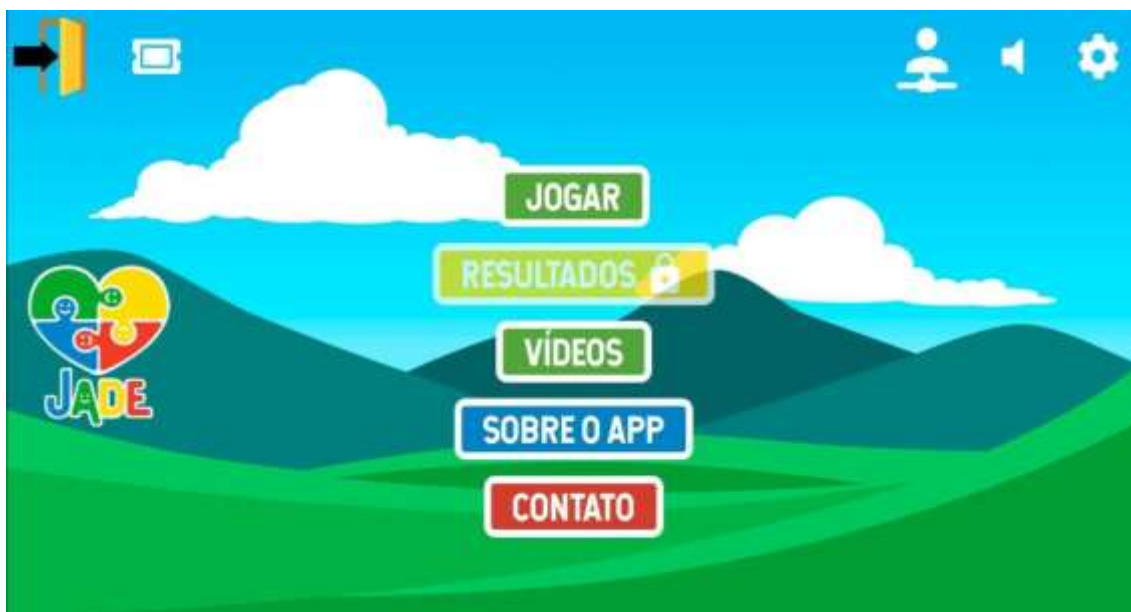 JOGAR
RESULTADOS
VÍDEOS
JADE
SOBRE O APP
CONTATO